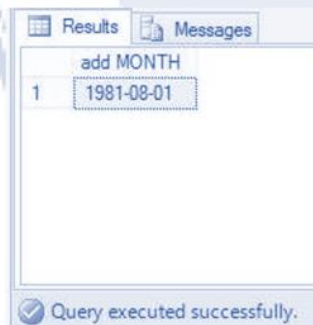 Results Messages
add MONTH
1 1981-08-01
Query executed successfully.